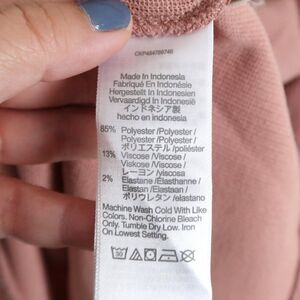 Made In Indonesia
Fabriqué En Indonésie
Hergestellt In Indonesien
Vervaardigd In Indonesië
インドネシア製
hecho en indonesia
85% Polyester/Polyester/
Polyester/Polyester/
ポリエステル/poliéster
13% Viscose/Viscose/
Viskose/Viscose/
レーヨン/viscosa
2% Elastane/Élasthanne/
Elastan/Elastaan/
ポリウレタン/elastano
Machine Wash Cold With Like
Colors. Non-Chlorine Bleach
Only. Tumble Dry Low. Iron
On Lowest Setting.
30